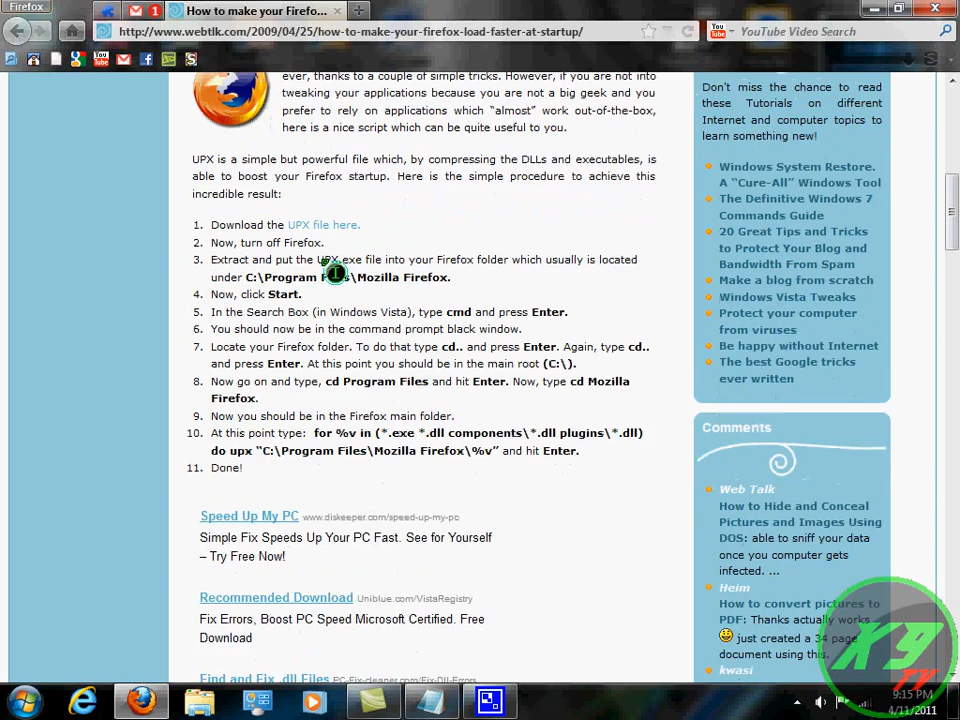 Firefox
1
How to make your Firefo...
http://www.webtlk.com/2009/04/25/how-to-make-your-firefox-load-faster-at-startup/
You Tube
YouTube Video Search
ever, thanks to a couple of simple tricks. However, if you are not into
tweaking your applications because you are not a big geek and you
prefer to rely on applications which “almost” work out-of-the-box,
here is a nice script which can be quite useful to you.
UPX is a simple but powerful file which, by compressing the DLLs and executables, is
able to boost your Firefox startup. Here is the simple procedure to achieve this
incredible result:
1. Download the UPX file here.
2. Now, turn off Firefox.
3. Extract and put the UPX.exe file into your Firefox folder which usually is located
under C:\Program Files\Mozilla Firefox.
4. Now, click Start.
5. In the Search Box (in Windows Vista), type cmd and press Enter.
6. You should now be in the command prompt black window.
7. Locate your Firefox folder. To do that type cd.. and press Enter. Again, type cd..
and press Enter. At this point you should be in the main root (C:\).
8. Now go on and type, cd Program Files and hit Enter. Now, type cd Mozilla
Firefox.
9. Now you should be in the Firefox main folder.
10. At this point type: for %v in (*.exe *.dll components\*.dll plugins\*.dll)
do upx “C:\Program Files\Mozilla Firefox\%v” and hit Enter.
11. Done!
Speed Up My PC www.diskeeper.com/speed-up-my-pc
Simple Fix Speeds Up Your PC Fast. See for Yourself
– Try Free Now!
Recommended Download Uniblue.com/VistaRegistry
Fix Errors, Boost PC Speed Microsoft Certified. Free
Download
Find and Fix .dll Files PC-Fix-cleaner.com/Fix-Dll-Errors
Don't miss the chance to read
these Tutorials on different
Internet and computer topics to
learn something new!
Windows System Restore.
A “Cure-All” Windows Tool
The Definitive Windows 7
Commands Guide
20 Great Tips and Tricks
to Protect Your Blog and
Bandwidth From Spam
Make a blog from scratch
Windows Vista Tweaks
Protect your computer
from viruses
Be happy without Internet
The best Google tricks
ever written
Comments
Web Talk
How to Hide and Conceal
Pictures and Images Using
DOS: able to sniff your data
once you computer gets
infected. ...
Heim
How to convert pictures to
PDF: Thanks actually works
just created a 34 page
document using this.
kwasi
X9
TV
9:15 PM
4/11/2011